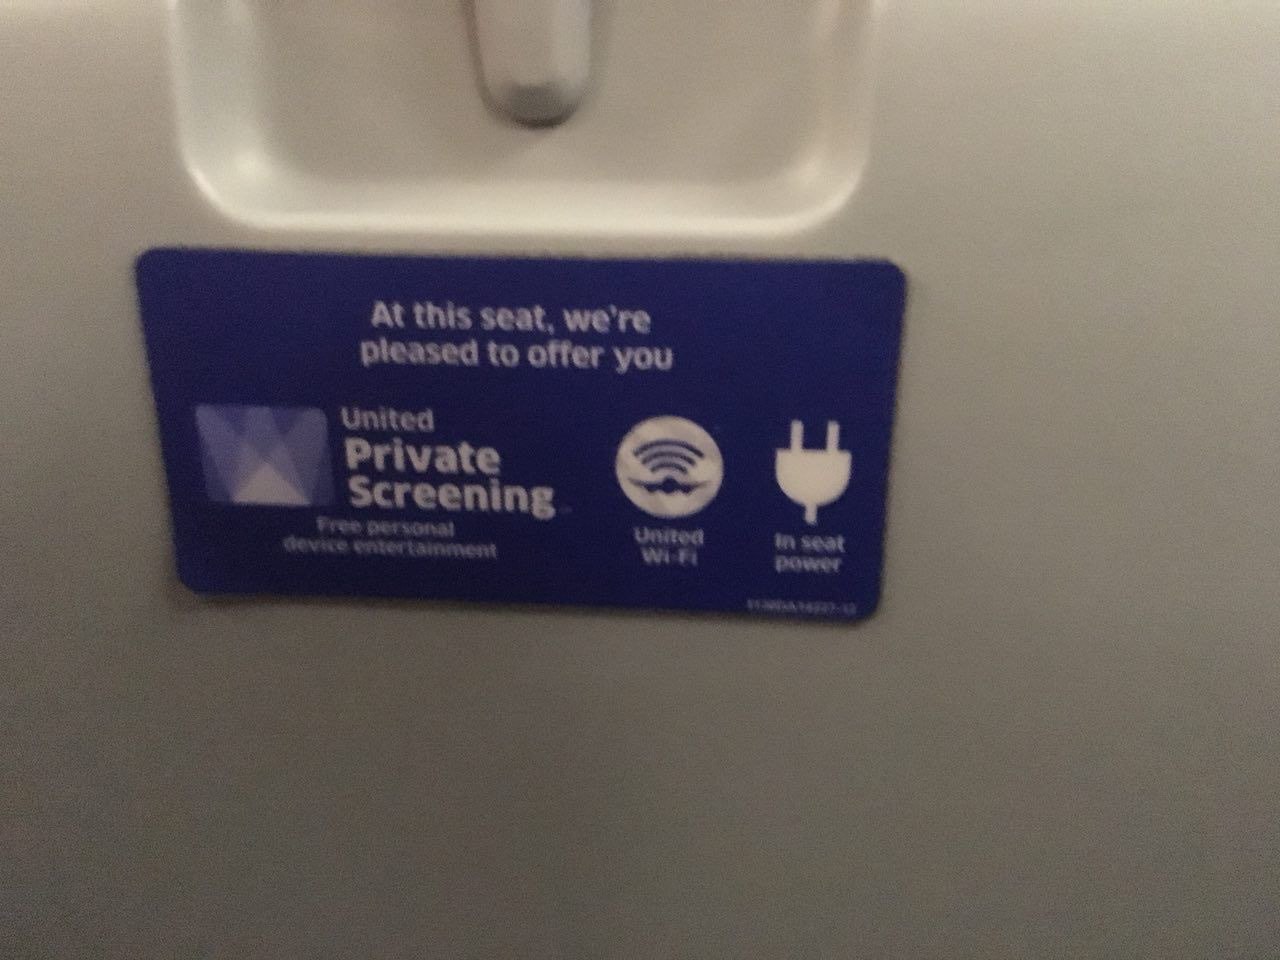 At this seat, we're
pleased to offer you
United
Private
Screening
Free personal
device entertainment
United
Wi-Fi
In seat
power